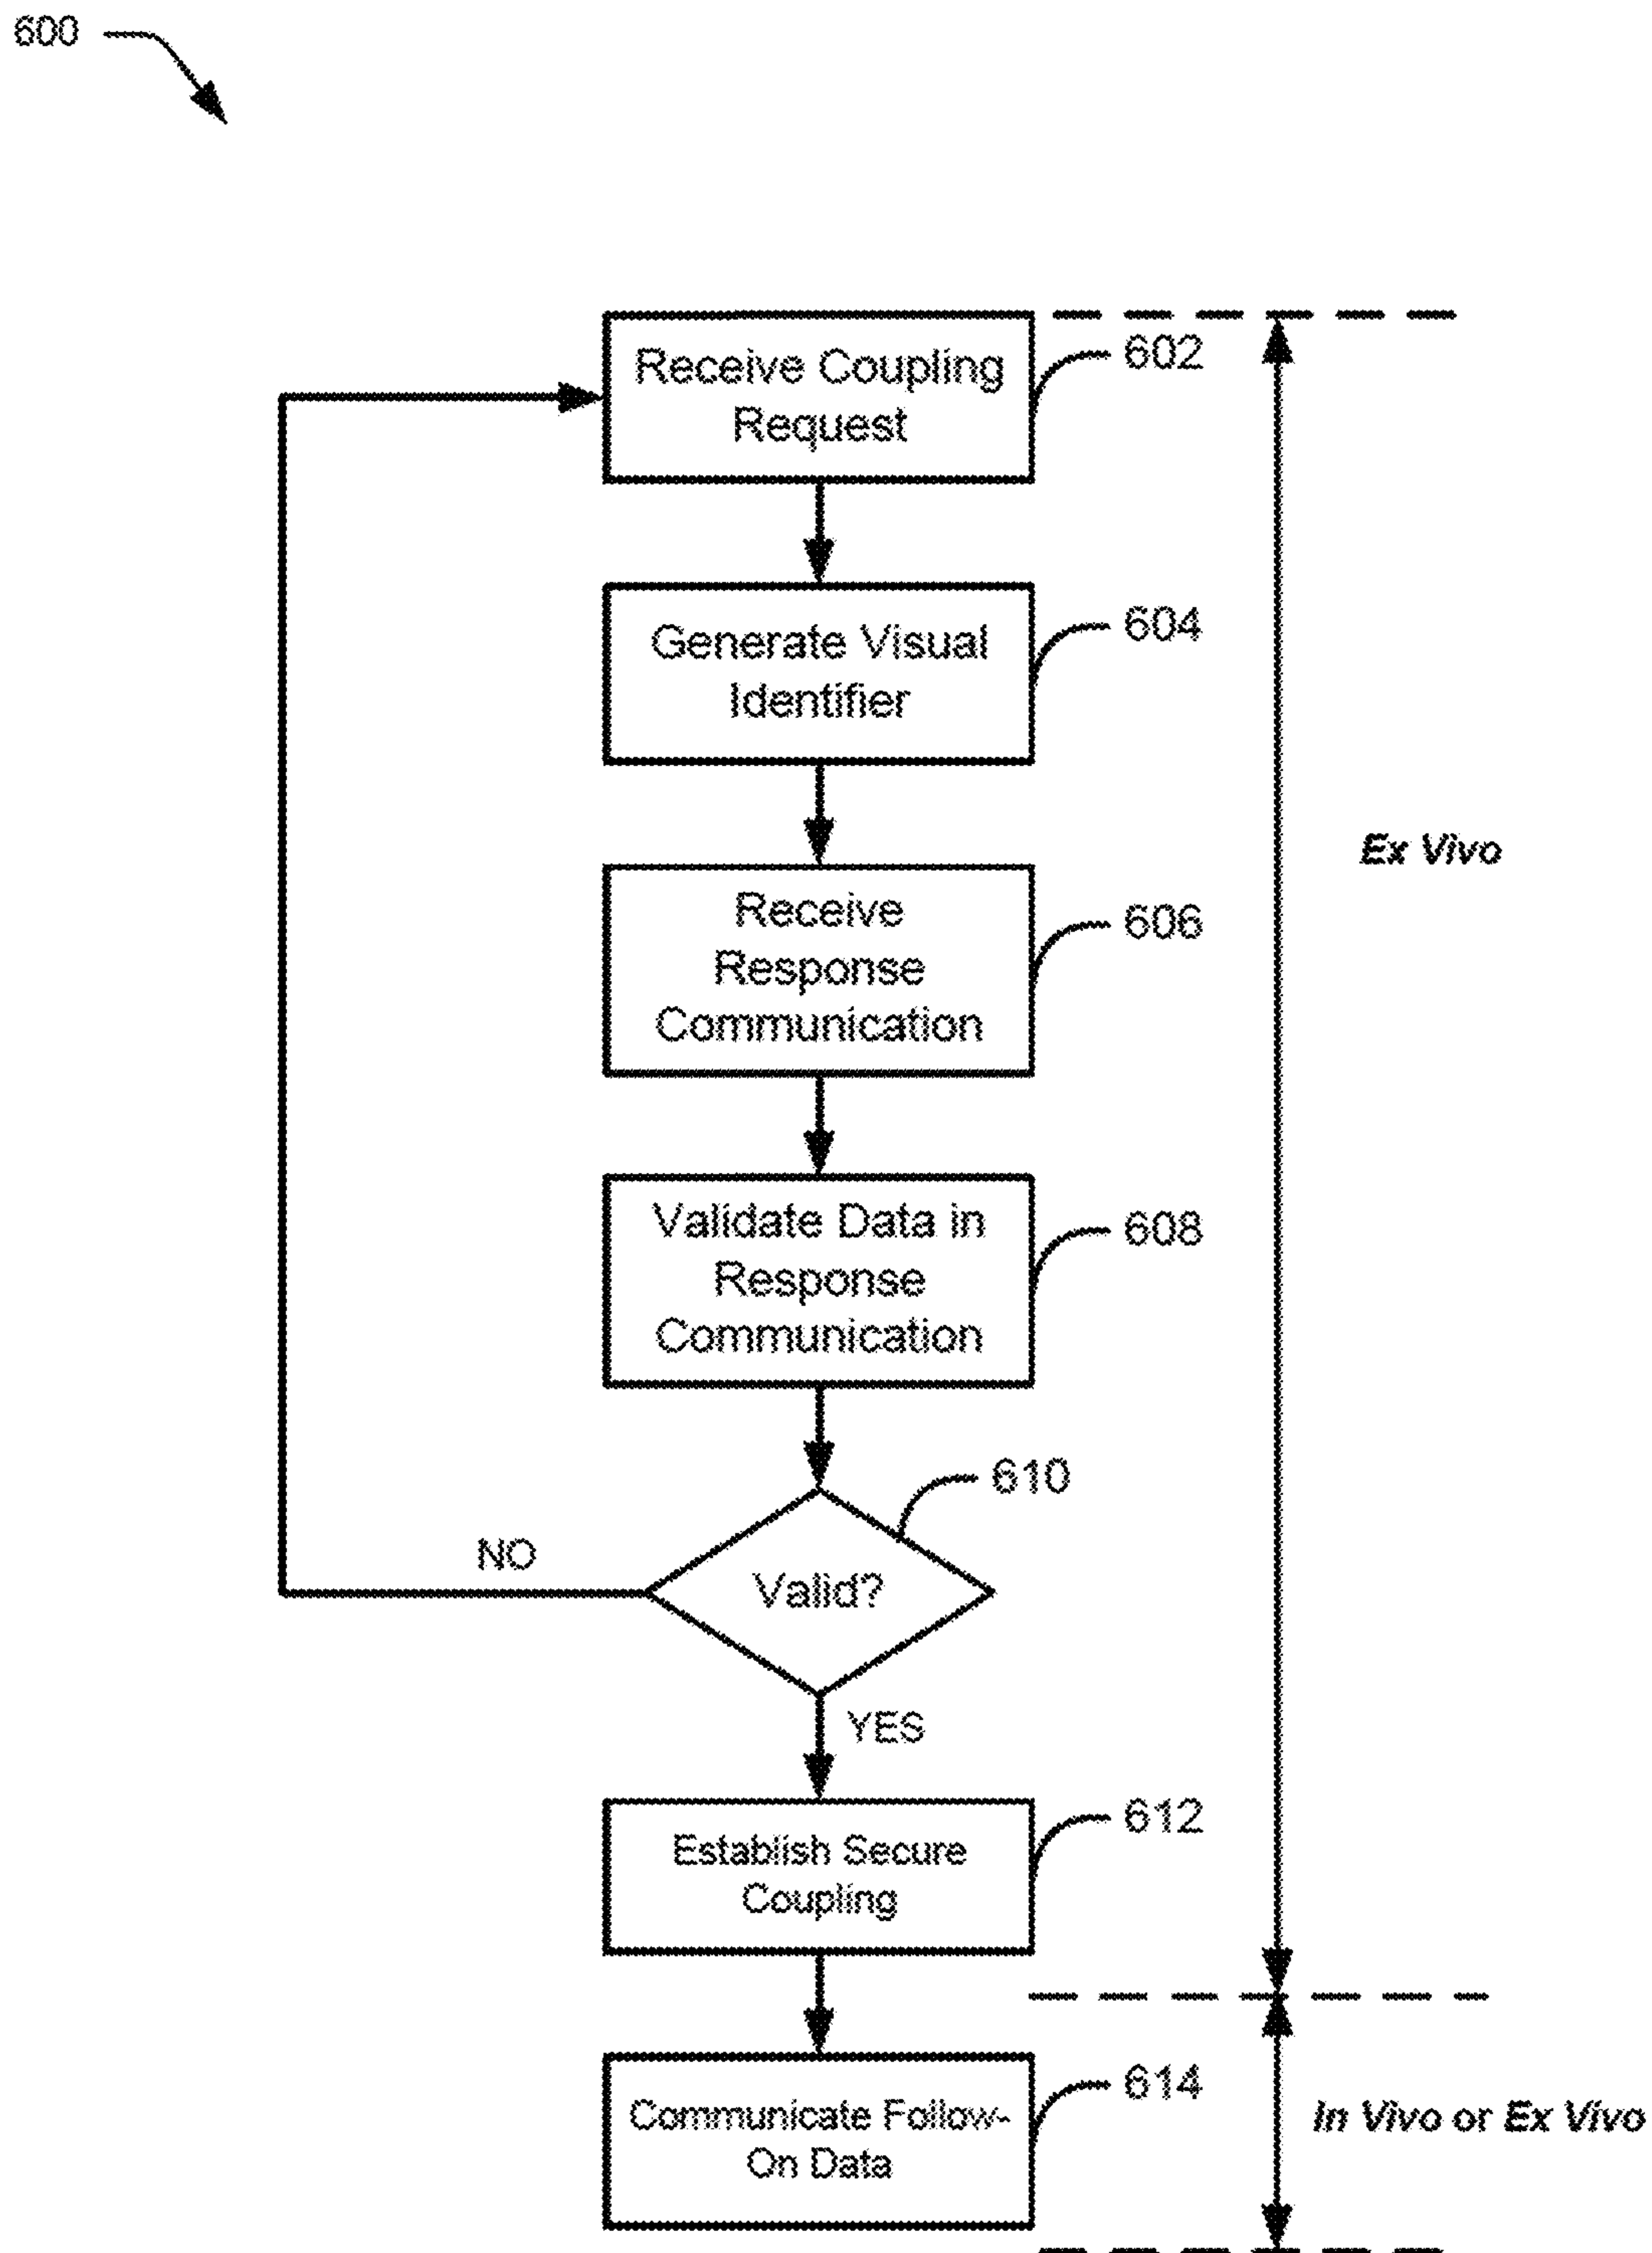 600
Receive Coupling
Request
602
Generate Visual
Identifier
604
Ex Vivo
Receive
Response
Communication
606
Validate Data in
Response
Communication
608
610
NO
Valid?
YES
Establish Secure
Coupling
612
Communicate Follow-
On Data
614
In Vivo or Ex Vivo